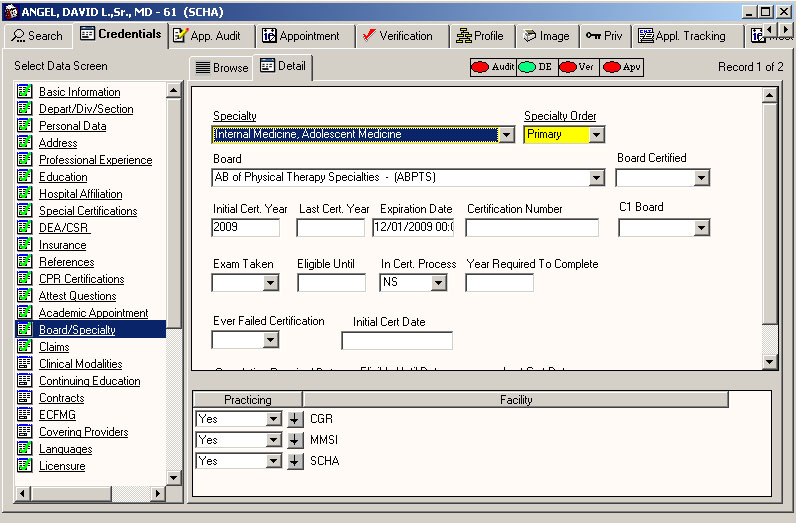 ANGEL, DAVID L.,Sr., MD - 61 (SCHA)
Search Credentials App. Audit Appointment Verification Profile Image Priv Appl. Tracking
Select Data Screen
Browse Detail Audit DE Ver Apv Record 1 of 2
Basic Information
Depart/Div/Section
Personal Data
Address
Professional Experience
Education
Hospital Affiliation
Special Certifications
DEA/CSR
Insurance
References
CPR Certifications
Attest Questions
Academic Appointment
Board/Specialty
Claims
Clinical Modalities
Continuing Education
Contracts
ECFMG
Covering Providers
Languages
Licensure
Specialty Specialty Order
Internal Medicine, Adolescent Medicine Primary
Board Board Certified
AB of Physical Therapy Specialties - (ABPTS)
Initial Cert. Year Last Cert. Year Expiration Date Certification Number C1 Board
2009 12/01/2009 00:0
Exam Taken Eligible Until In Cert. Process Year Required To Complete
NS
Ever Failed Certification Initial Cert Date
Practicing Facility
Yes CGR
Yes MMSI
Yes SCHA